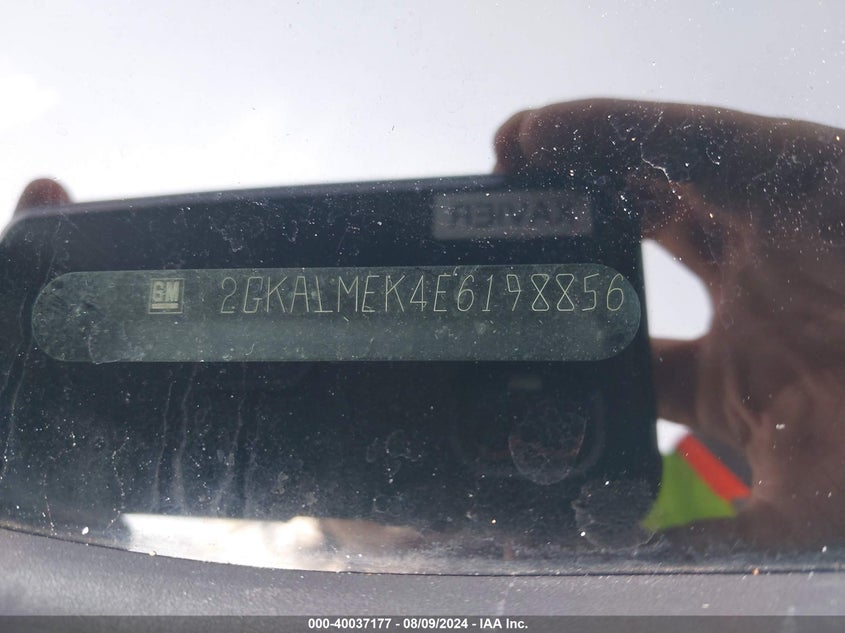 GM 2GKALMEK4E6198856
000-40037177 - 08/09/2024 - IAA Inc.